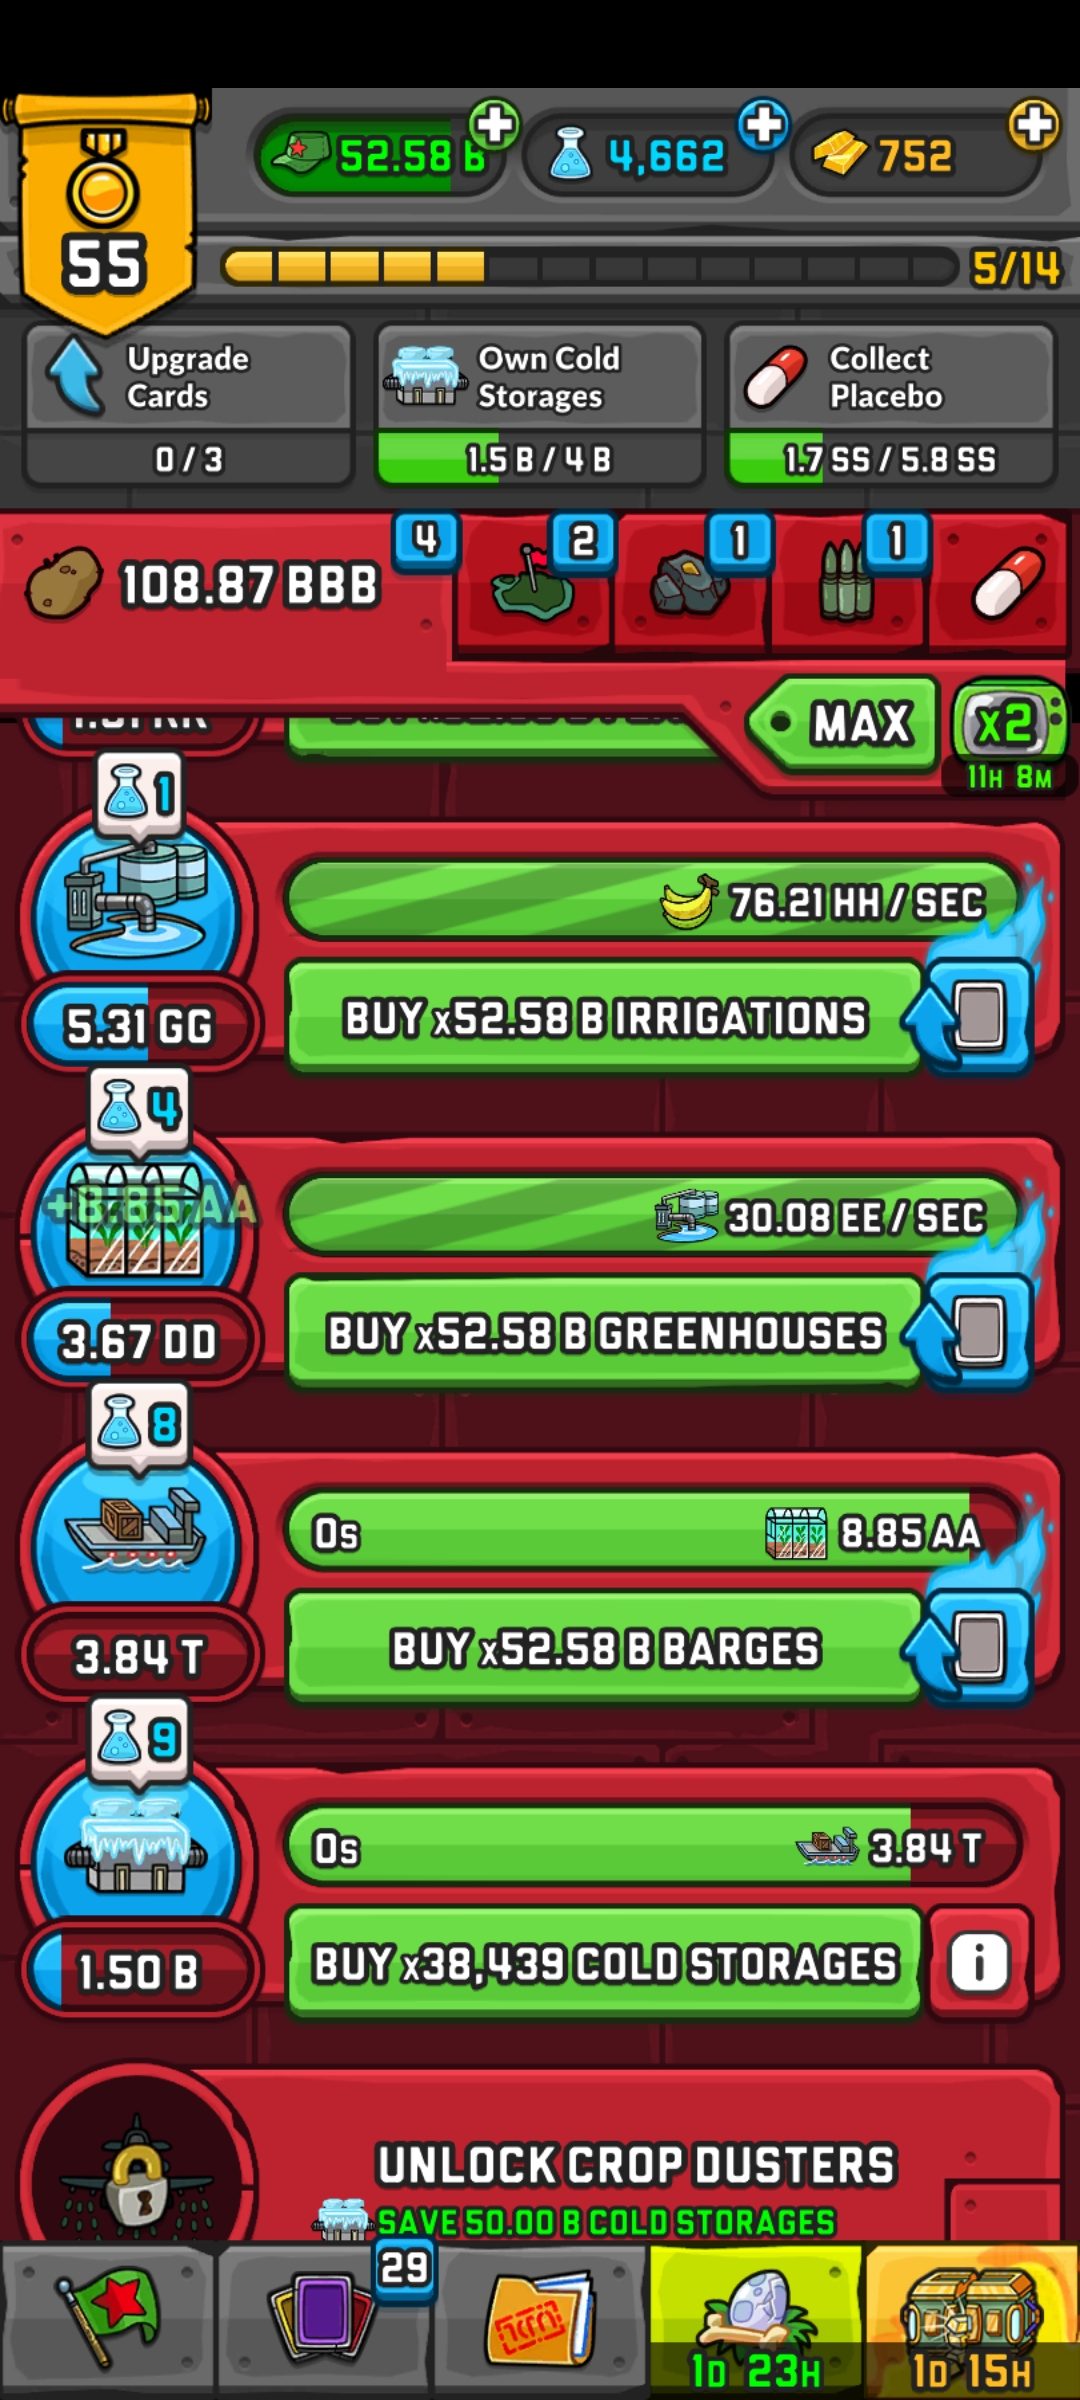 55
52.58 B
4,662
752
5/14
Upgrade
Cards
0 / 3
Own Cold
Storages
1.5 B / 4 B
Collect
Placebo
1.7 SS / 5.8 SS
108.87 BBB
4
2
1
1
MAX
X2
11H 8M
1
76.21 HH / SEC
5.31 GG
BUY x52.58 B IRRIGATIONS
4
+8.85 AA
30.08 EE / SEC
3.67 DD
BUY x52.58 B GREENHOUSES
8
0s
8.85 AA
3.84 T
BUY x52.58 B BARGES
9
0s
3.84 T
1.50 B
BUY x38,439 COLD STORAGES
i
UNLOCK CROP DUSTERS
SAVE 50.00 B COLD STORAGES
29
1D 23H
1D 15H